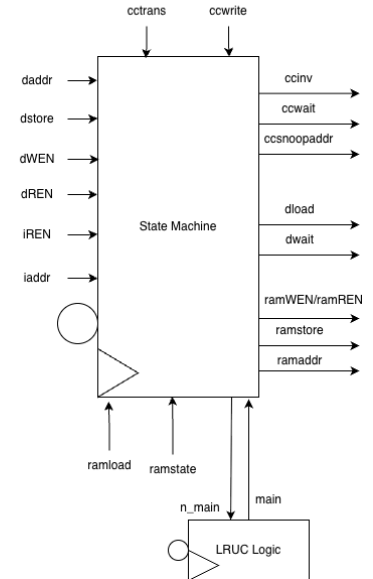 cctrans
ccwrite
daddr
dstore
dWEN
dREN
iREN
iaddr
State Machine
ccinv
ccwait
ccsnoopaddr
dload
dwait
ramWEN/ramREN
ramstore
ramaddr
ramload
ramstate
n_main
main
LRUC Logic